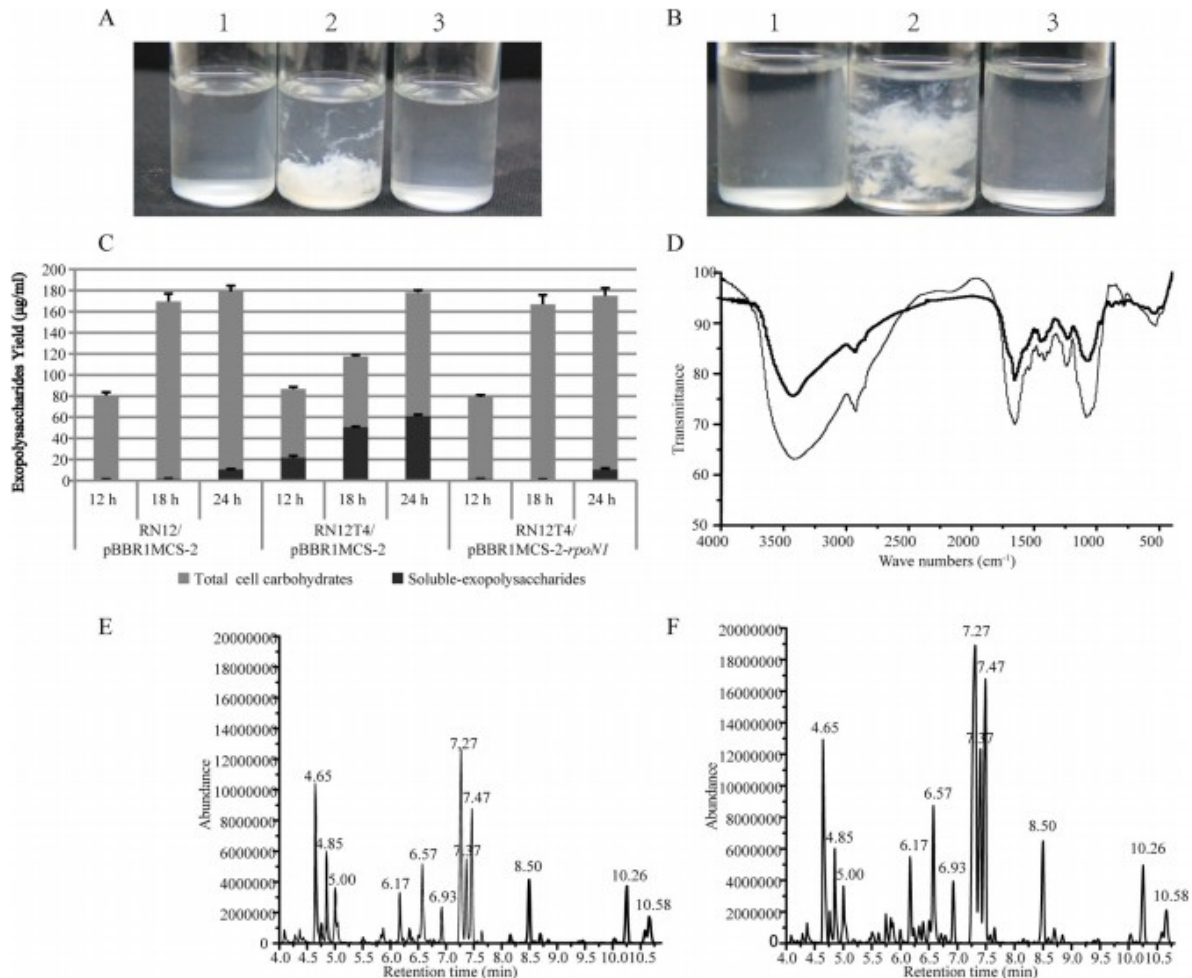 A
1 2 3
B
1 2 3
C
Exopolysaccharides Yield (μg/ml)
200
180
160
140
120
100
80
60
40
20
0
12 h 18 h 24 h 12 h 18 h 24 h 12 h 18 h 24 h
RN12/ RN12T4/ RN12T4/
pBBR1MCS-2 pBBR1MCS-2 pBBR1MCS-2-rpoN1
Total cell carbohydrates Soluble-exopolysaccharides
D
Transmittance
100
90
80
70
60
50
4000 3500 3000 2500 2000 1500 1000 500
Wave numbers (cm⁻¹)
E
Abundance
20000000
18000000
16000000
14000000
12000000
10000000
8000000
6000000
4000000
2000000
0
4.65
4.85
5.00
6.17
6.57
6.93
7.27
7.37
7.47
8.50
10.26
10.58
4.0 4.5 5.0 5.5 6.0 6.5 7.0 7.5 8.0 8.5 9.0 9.5 10.0 10.5
Retention time (min)
F
Abundance
20000000
18000000
16000000
14000000
12000000
10000000
8000000
6000000
4000000
2000000
0
4.65
4.85
5.00
6.17
6.57
6.93
7.27
7.37
7.47
8.50
10.26
10.58
4.0 4.5 5.0 5.5 6.0 6.5 7.0 7.5 8.0 8.5 9.0 9.5 10.0 10.5
Retention time (min)